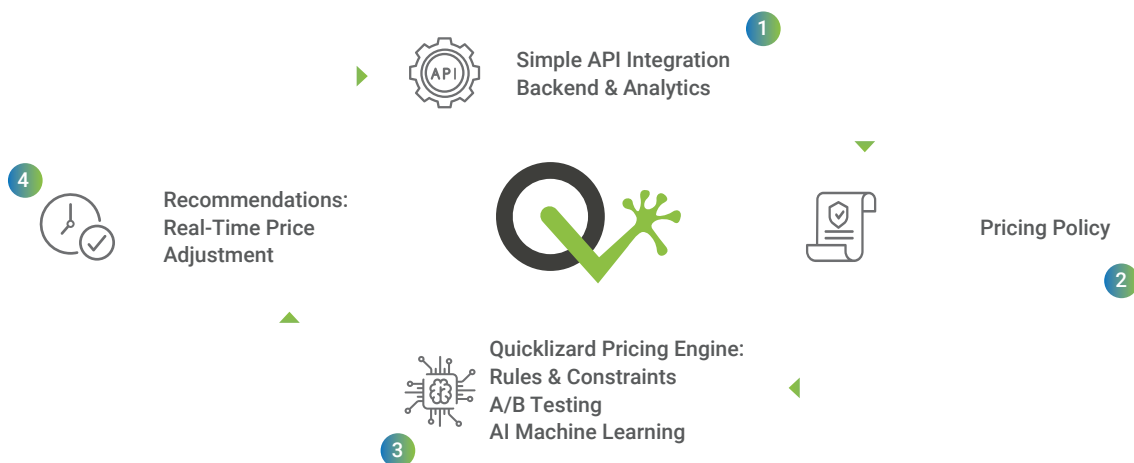 1
API
Simple API Integration
Backend & Analytics
4
Recommendations:
Real-Time Price
Adjustment
Pricing Policy
2
Quicklizard Pricing Engine:
Rules & Constraints
A/B Testing
AI Machine Learning
3